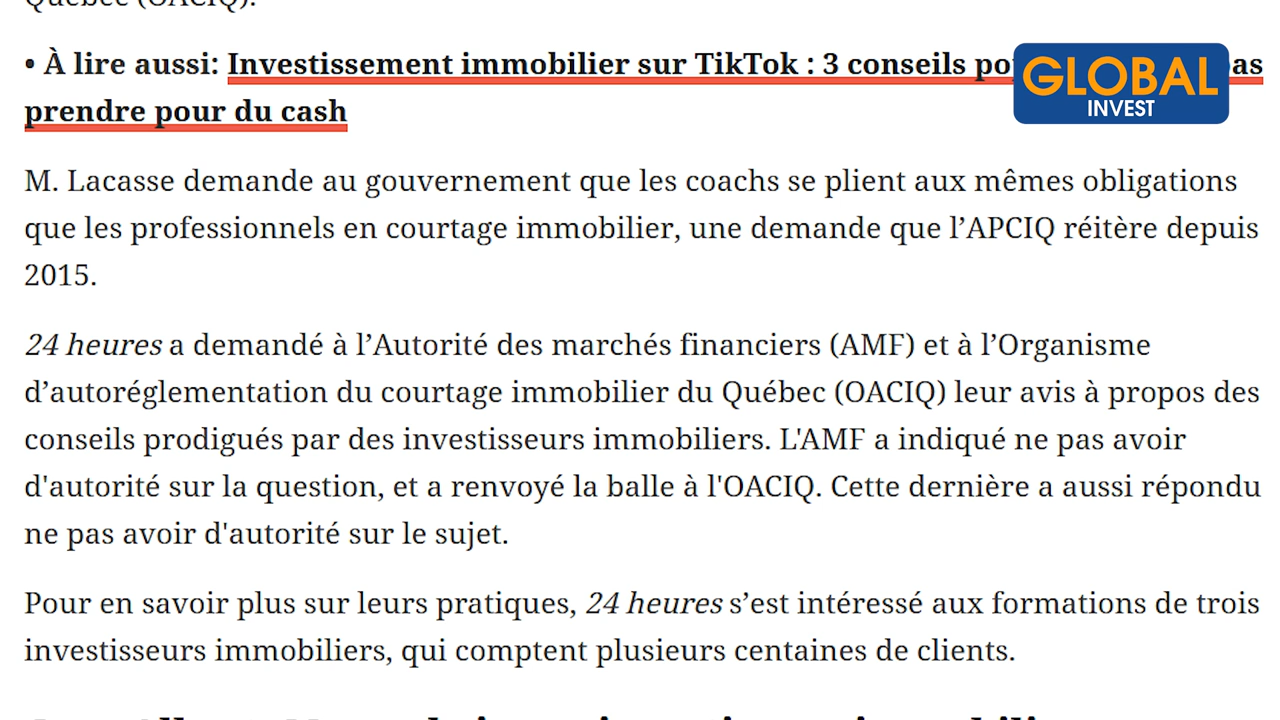 • À lire aussi: Investissement immobilier sur TikTok : 3 conseils
prendre pour du cash
GLOBAL
INVEST
M. Lacasse demande au gouvernement que les coachs se plient aux mêmes obligations
que les professionnels en courtage immobilier, une demande que l’APCIQ réitère depuis
2015.
24 heures a demandé à l’Autorité des marchés financiers (AMF) et à l’Organisme
d’autoréglementation du courtage immobilier du Québec (OACIQ) leur avis à propos des
conseils prodigués par des investisseurs immobiliers. L'AMF a indiqué ne pas avoir
d'autorité sur la question, et a renvoyé la balle à l'OACIQ. Cette dernière a aussi répondu
ne pas avoir d'autorité sur le sujet.
Pour en savoir plus sur leurs pratiques, 24 heures s’est intéressé aux formations de trois
investisseurs immobiliers, qui comptent plusieurs centaines de clients.